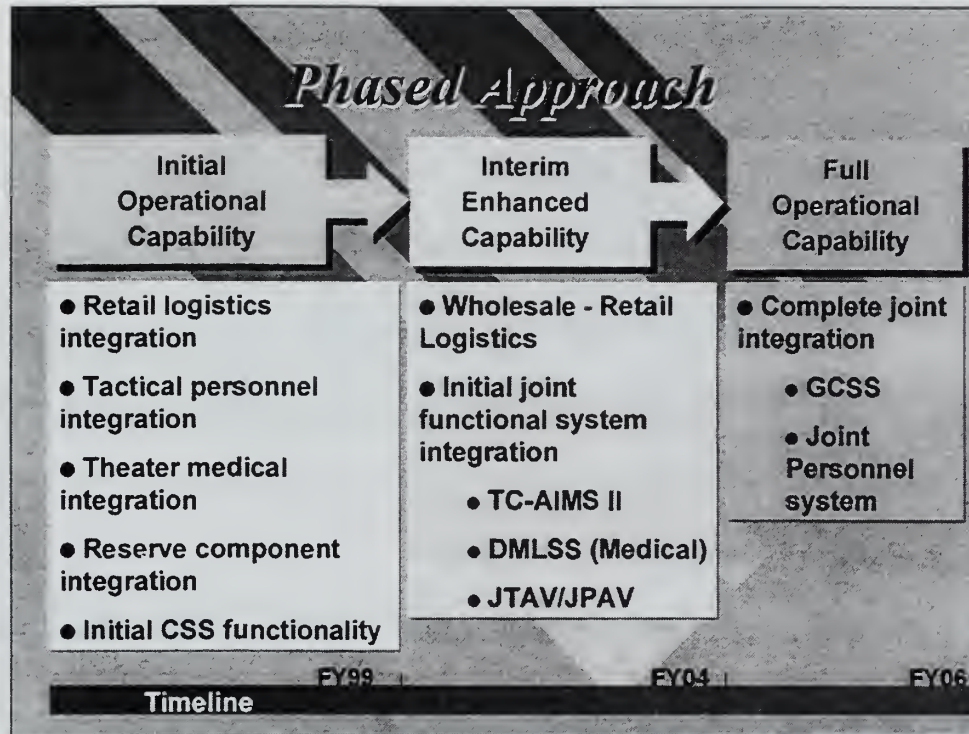 Phased Approach
Initial
Operational
Capability
Interim
Enhanced
Capability
Full
Operational
Capability
● Retail logistics
integration
● Tactical personnel
integration
● Theater medical
integration
● Reserve component
integration
● Initial CSS functionality
● Wholesale - Retail
Logistics
● Initial joint
functional system
integration
● TC-AIMS II
● DMLSS (Medical)
● JTAV/JPAV
● Complete joint
integration
● GCSS
● Joint
Personnel
system
FY99
FY04
FY06
Timeline